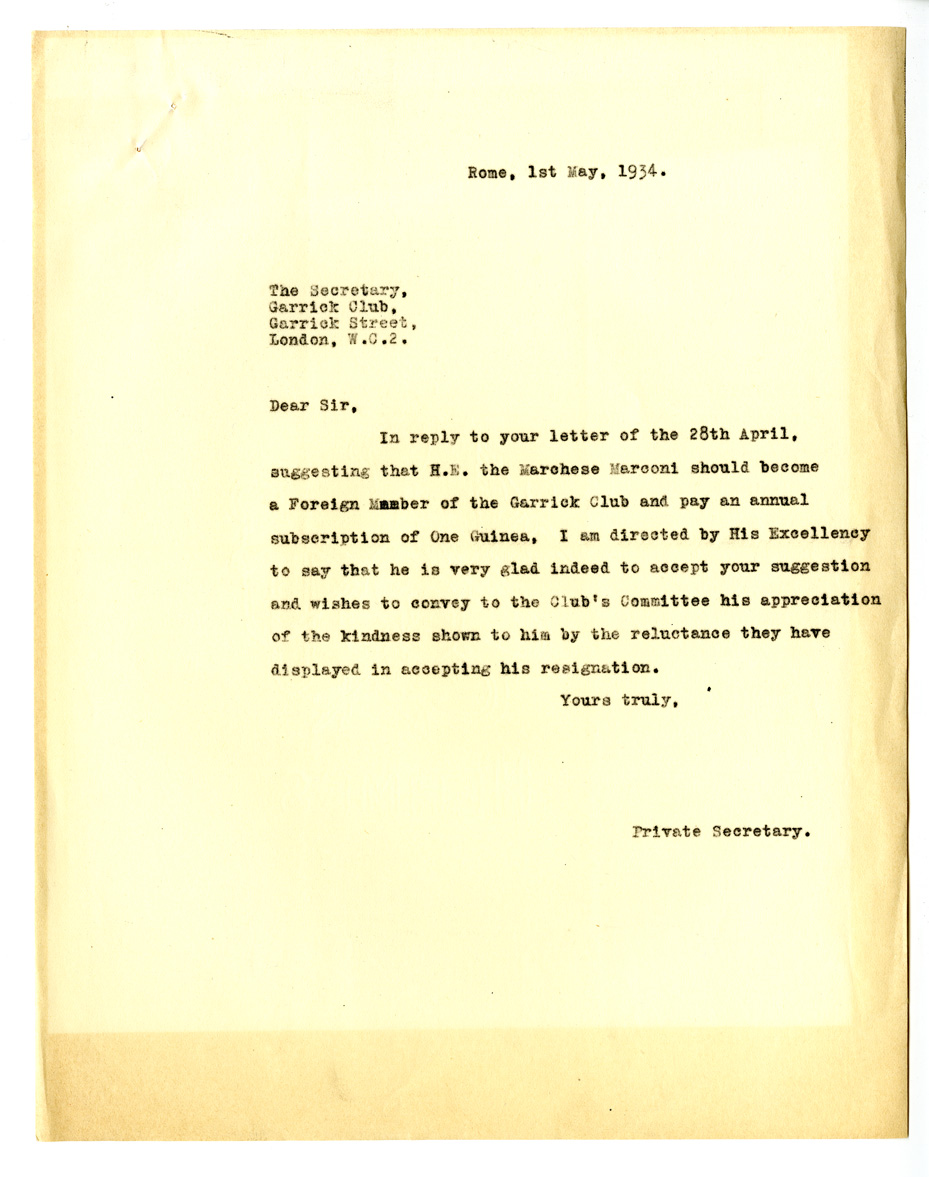 Rome, 1st May, 1934.
The Secretary,
Garrick Club,
Garrick Street,
London, W.C.2.
Dear Sir,
In reply to your letter of the 28th April,
suggesting that H.E. the Marchese Marconi should become
a Foreign Member of the Garrick Club and pay an annual
subscription of One Guinea, I am directed by His Excellency
to say that he is very glad indeed to accept your suggestion
and wishes to convey to the Club's Committee his appreciation
of the kindness shown to him by the reluctance they have
displayed in accepting his resignation.
Yours truly,
Private Secretary.